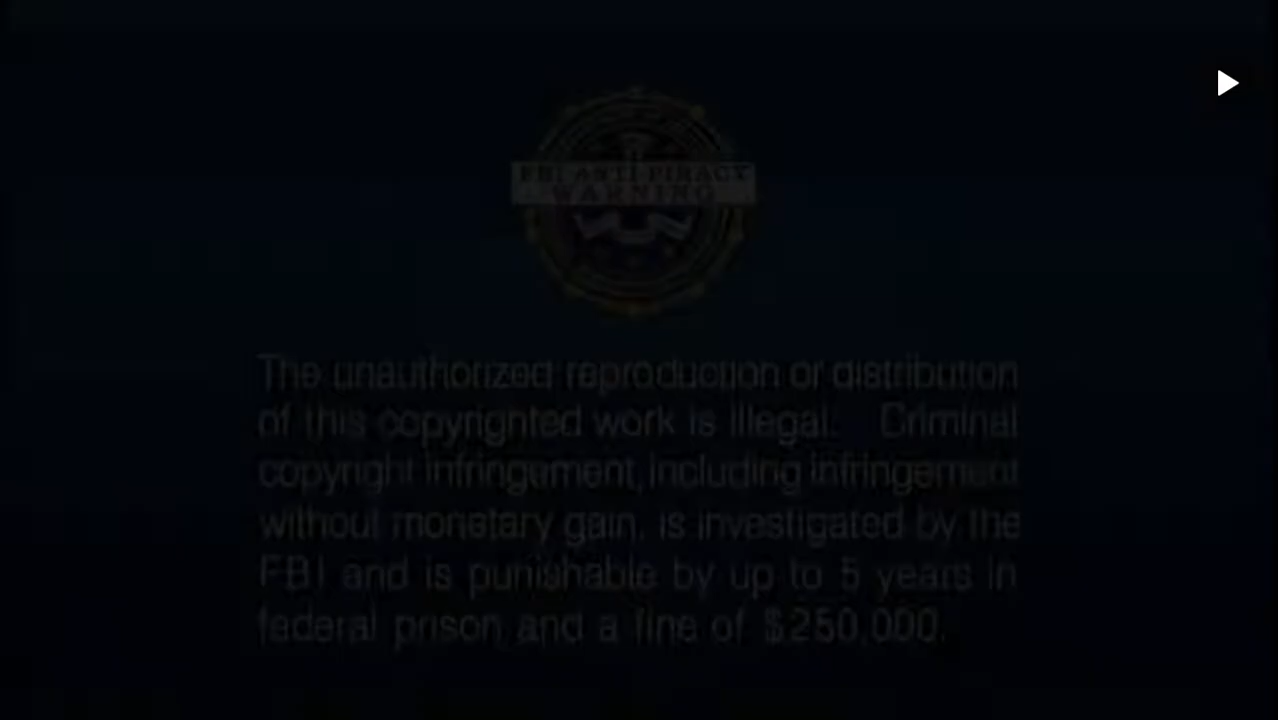 FBI ANTI-PIRACY
WARNING
The unauthorized reproduction or distribution
of this copyrighted work is illegal. Criminal
copyright infringement, including infringement
without monetary gain, is investigated by the
FBI and is punishable by up to 5 years in
federal prison and a fine of $250,000.